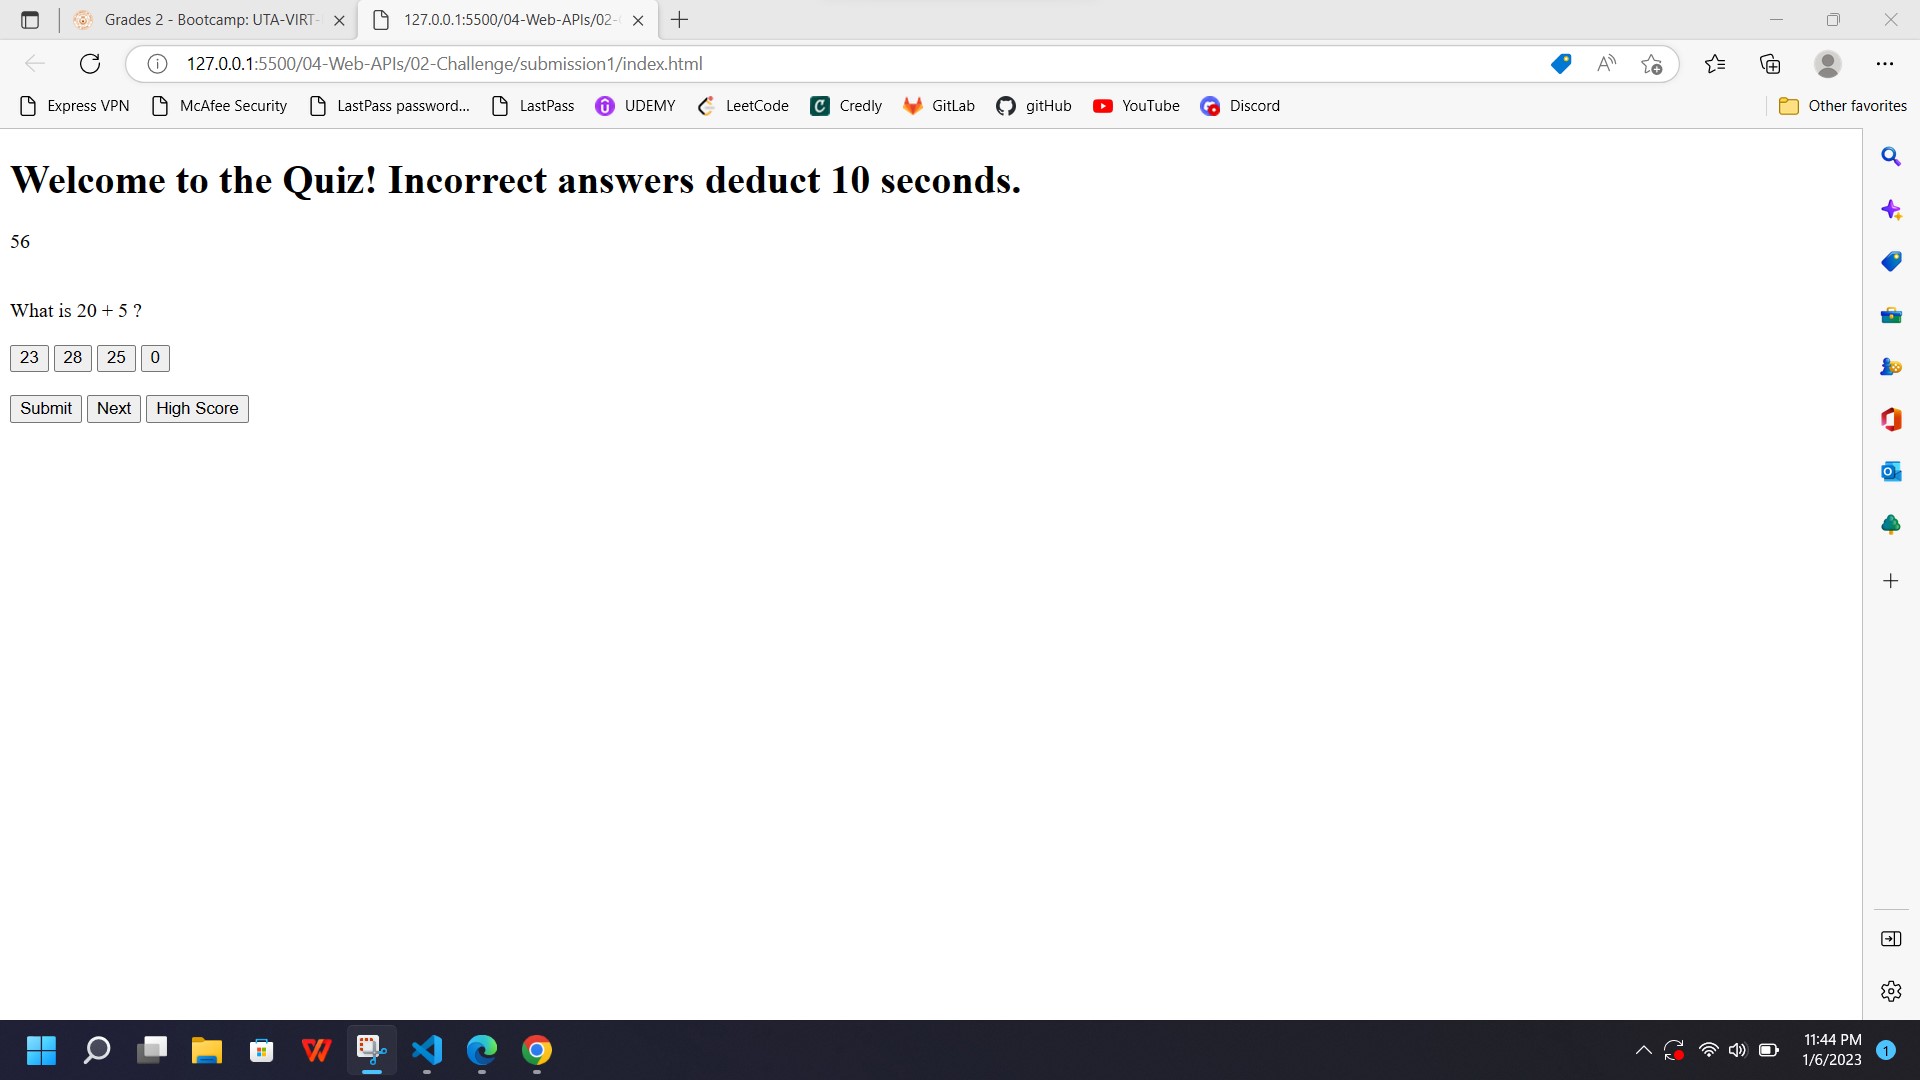 Grades 2 - Bootcamp: UTA-VIRT-
127.0.0.1:5500/04-Web-APIs/02-
127.0.0.1:5500/04-Web-APIs/02-Challenge/submission1/index.html
Express VPN
McAfee Security
LastPass password...
LastPass
UDEMY
LeetCode
Credly
GitLab
gitHub
YouTube
Discord
Other favorites
Welcome to the Quiz! Incorrect answers deduct 10 seconds.
56
What is 20 + 5 ?
23 28 25 0
Submit Next High Score
11:44 PM
1/6/2023
1